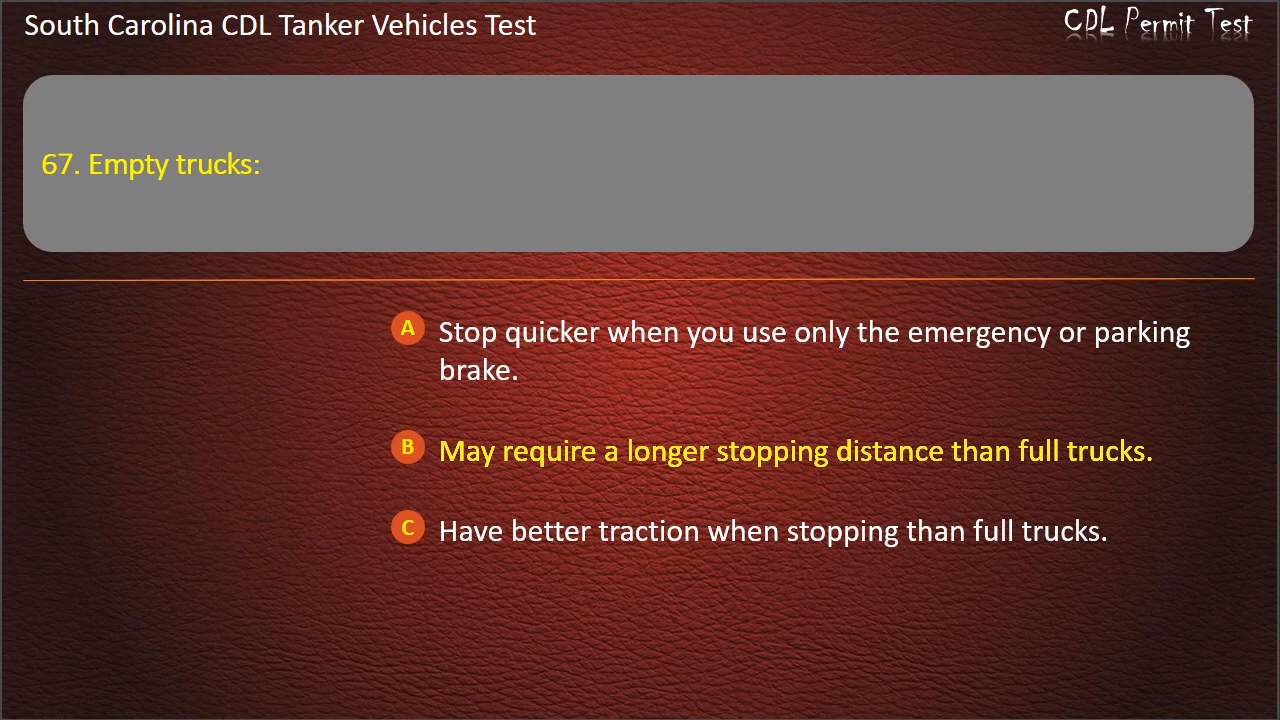 South Carolina CDL Tanker Vehicles Test
CDL Permit Test
67. Empty trucks:
A Stop quicker when you use only the emergency or parking
brake.
B May require a longer stopping distance than full trucks.
C Have better traction when stopping than full trucks.